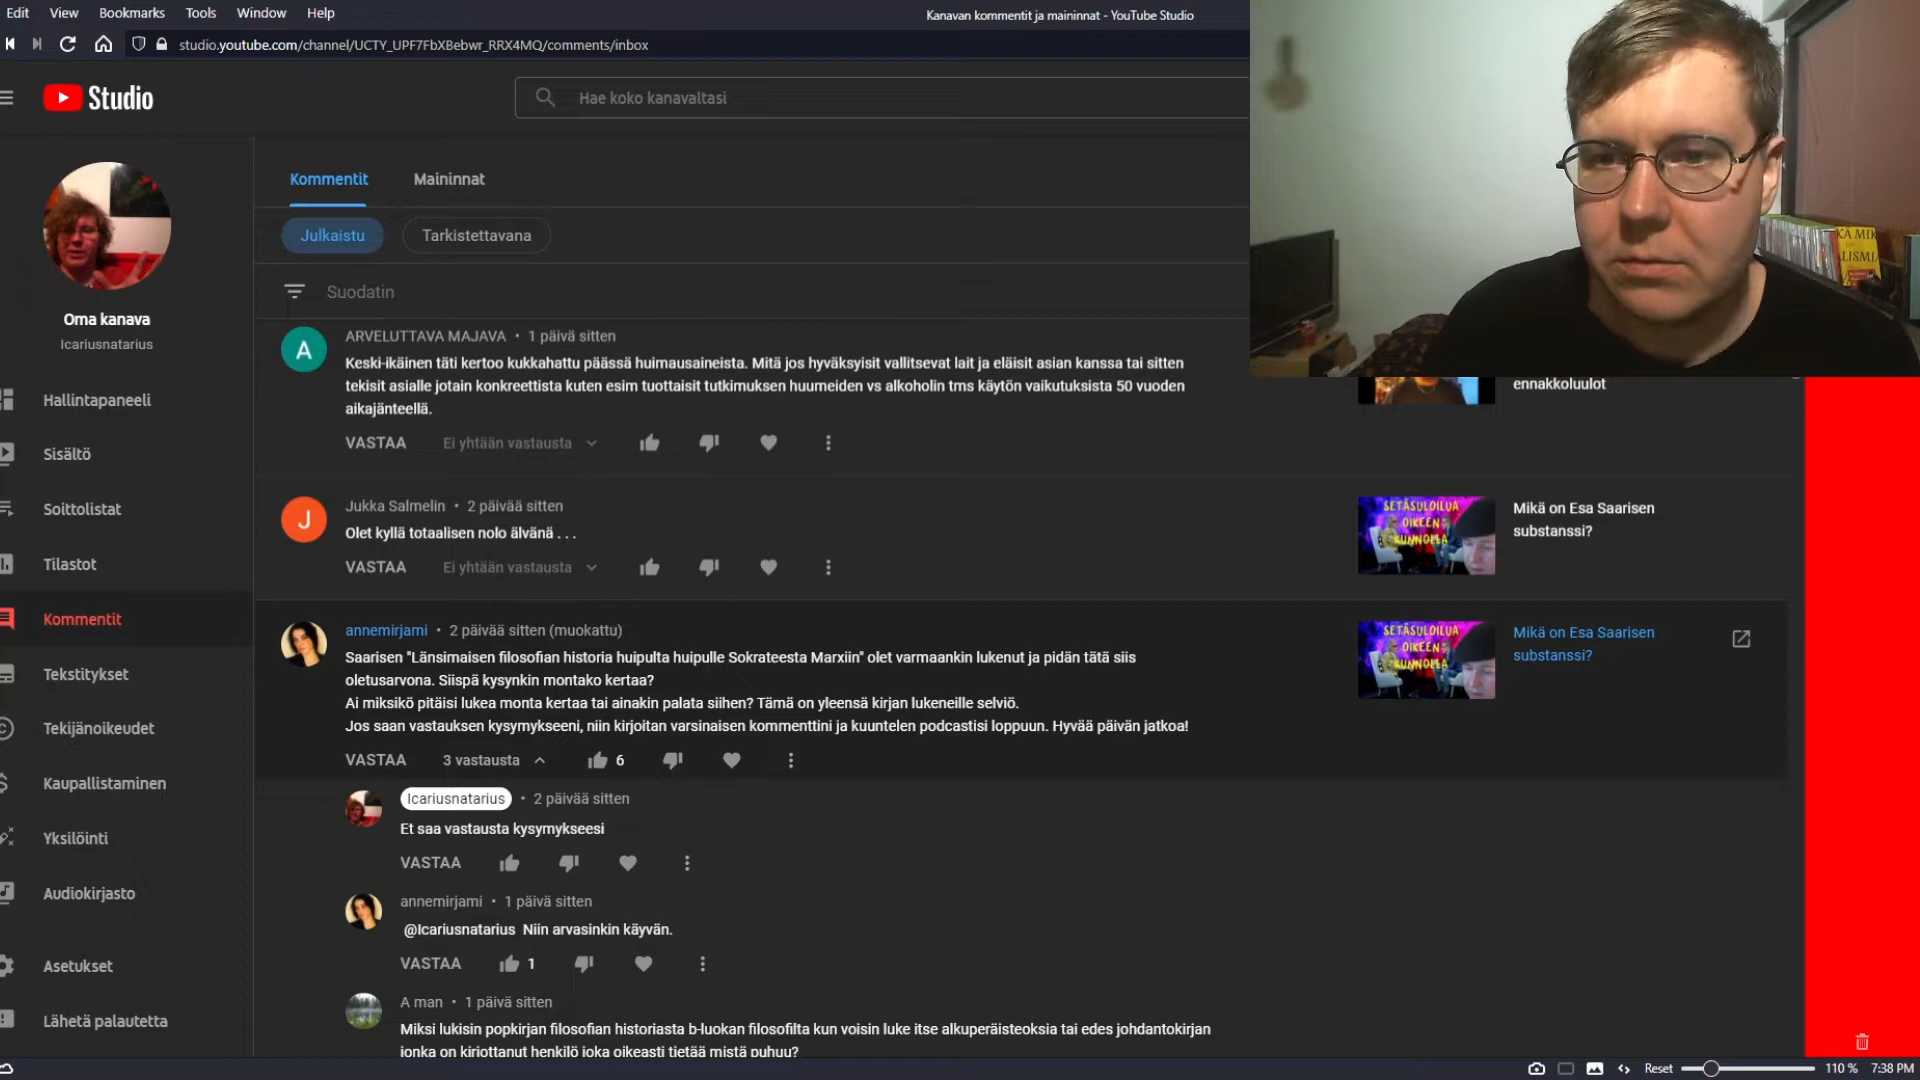 Edit View Bookmarks Tools Window Help
Kanavan kommentit ja maininnat - YouTube Studio
studio.youtube.com/channel/UCTY_UPF7FbXBebwr_RRX4MQ/comments/inbox
Studio
Hae koko kanavaltasi
Oma kanava
Icariusnatarius
Hallintapaneeli
Sisältö
Soittolistat
Tilastot
Kommentit
Tekstitykset
Tekijänoikeudet
Kaupallistaminen
Yksilöinti
Audiokirjasto
Asetukset
Lähetä palautetta
Kommentit Maininnat
Julkaistu Tarkistettavana
Suodatin
A
ARVELUTTAVA MAJAVA • 1 päivä sitten
Keski-ikäinen täti kertoo kukkahattu päässä huimausaineista. Mitä jos hyväksyisit vallitsevat lait ja eläisit asian kanssa tai sitten
tekisit asialle jotain konkreettista kuten esim tuottaisit tutkimuksen huumeiden vs alkoholin tms käytön vaikutuksista 50 vuoden
aikajänteellä.
VASTAA Ei yhtään vastausta
ennakkoluulot
J
Jukka Salmelin • 2 päivää sitten
Olet kyllä totaalisen nolo älvänä . . .
VASTAA Ei yhtään vastausta
SETÄSULOILUA
OIKEEN
KUNNOLLA
Mikä on Esa Saarisen
substanssi?
annemirjami • 2 päivää sitten (muokattu)
Saarisen "Länsimaisen filosofian historia huipulta huipulle Sokrateesta Marxiin" olet varmaankin lukenut ja pidän tätä siis
oletusarvona. Siispä kysynkin montako kertaa?
Ai miksikö pitäisi lukea monta kertaa tai ainakin palata siihen? Tämä on yleensä kirjan lukeneille selviö.
Jos saan vastauksen kysymykseeni, niin kirjoitan varsinaisen kommenttini ja kuuntelen podcastisi loppuun. Hyvää päivän jatkoa!
VASTAA 3 vastausta 6
SETÄSULOILUA
OIKEEN
KUNNOLLA
Mikä on Esa Saarisen
substanssi?
Icariusnatarius • 2 päivää sitten
Et saa vastausta kysymykseesi
VASTAA
annemirjami • 1 päivä sitten
@Icariusnatarius Niin arvasinkin käyvän.
VASTAA 1
A man • 1 päivä sitten
Miksi lukisin popkirjan filosofian historiasta b-luokan filosofilta kun voisin luke itse alkuperäisteoksia tai edes johdantokirjan
jonka on kirjottanut henkilö joka oikeasti tietää mistä puhuu?
Reset 110 % 7:38 PM